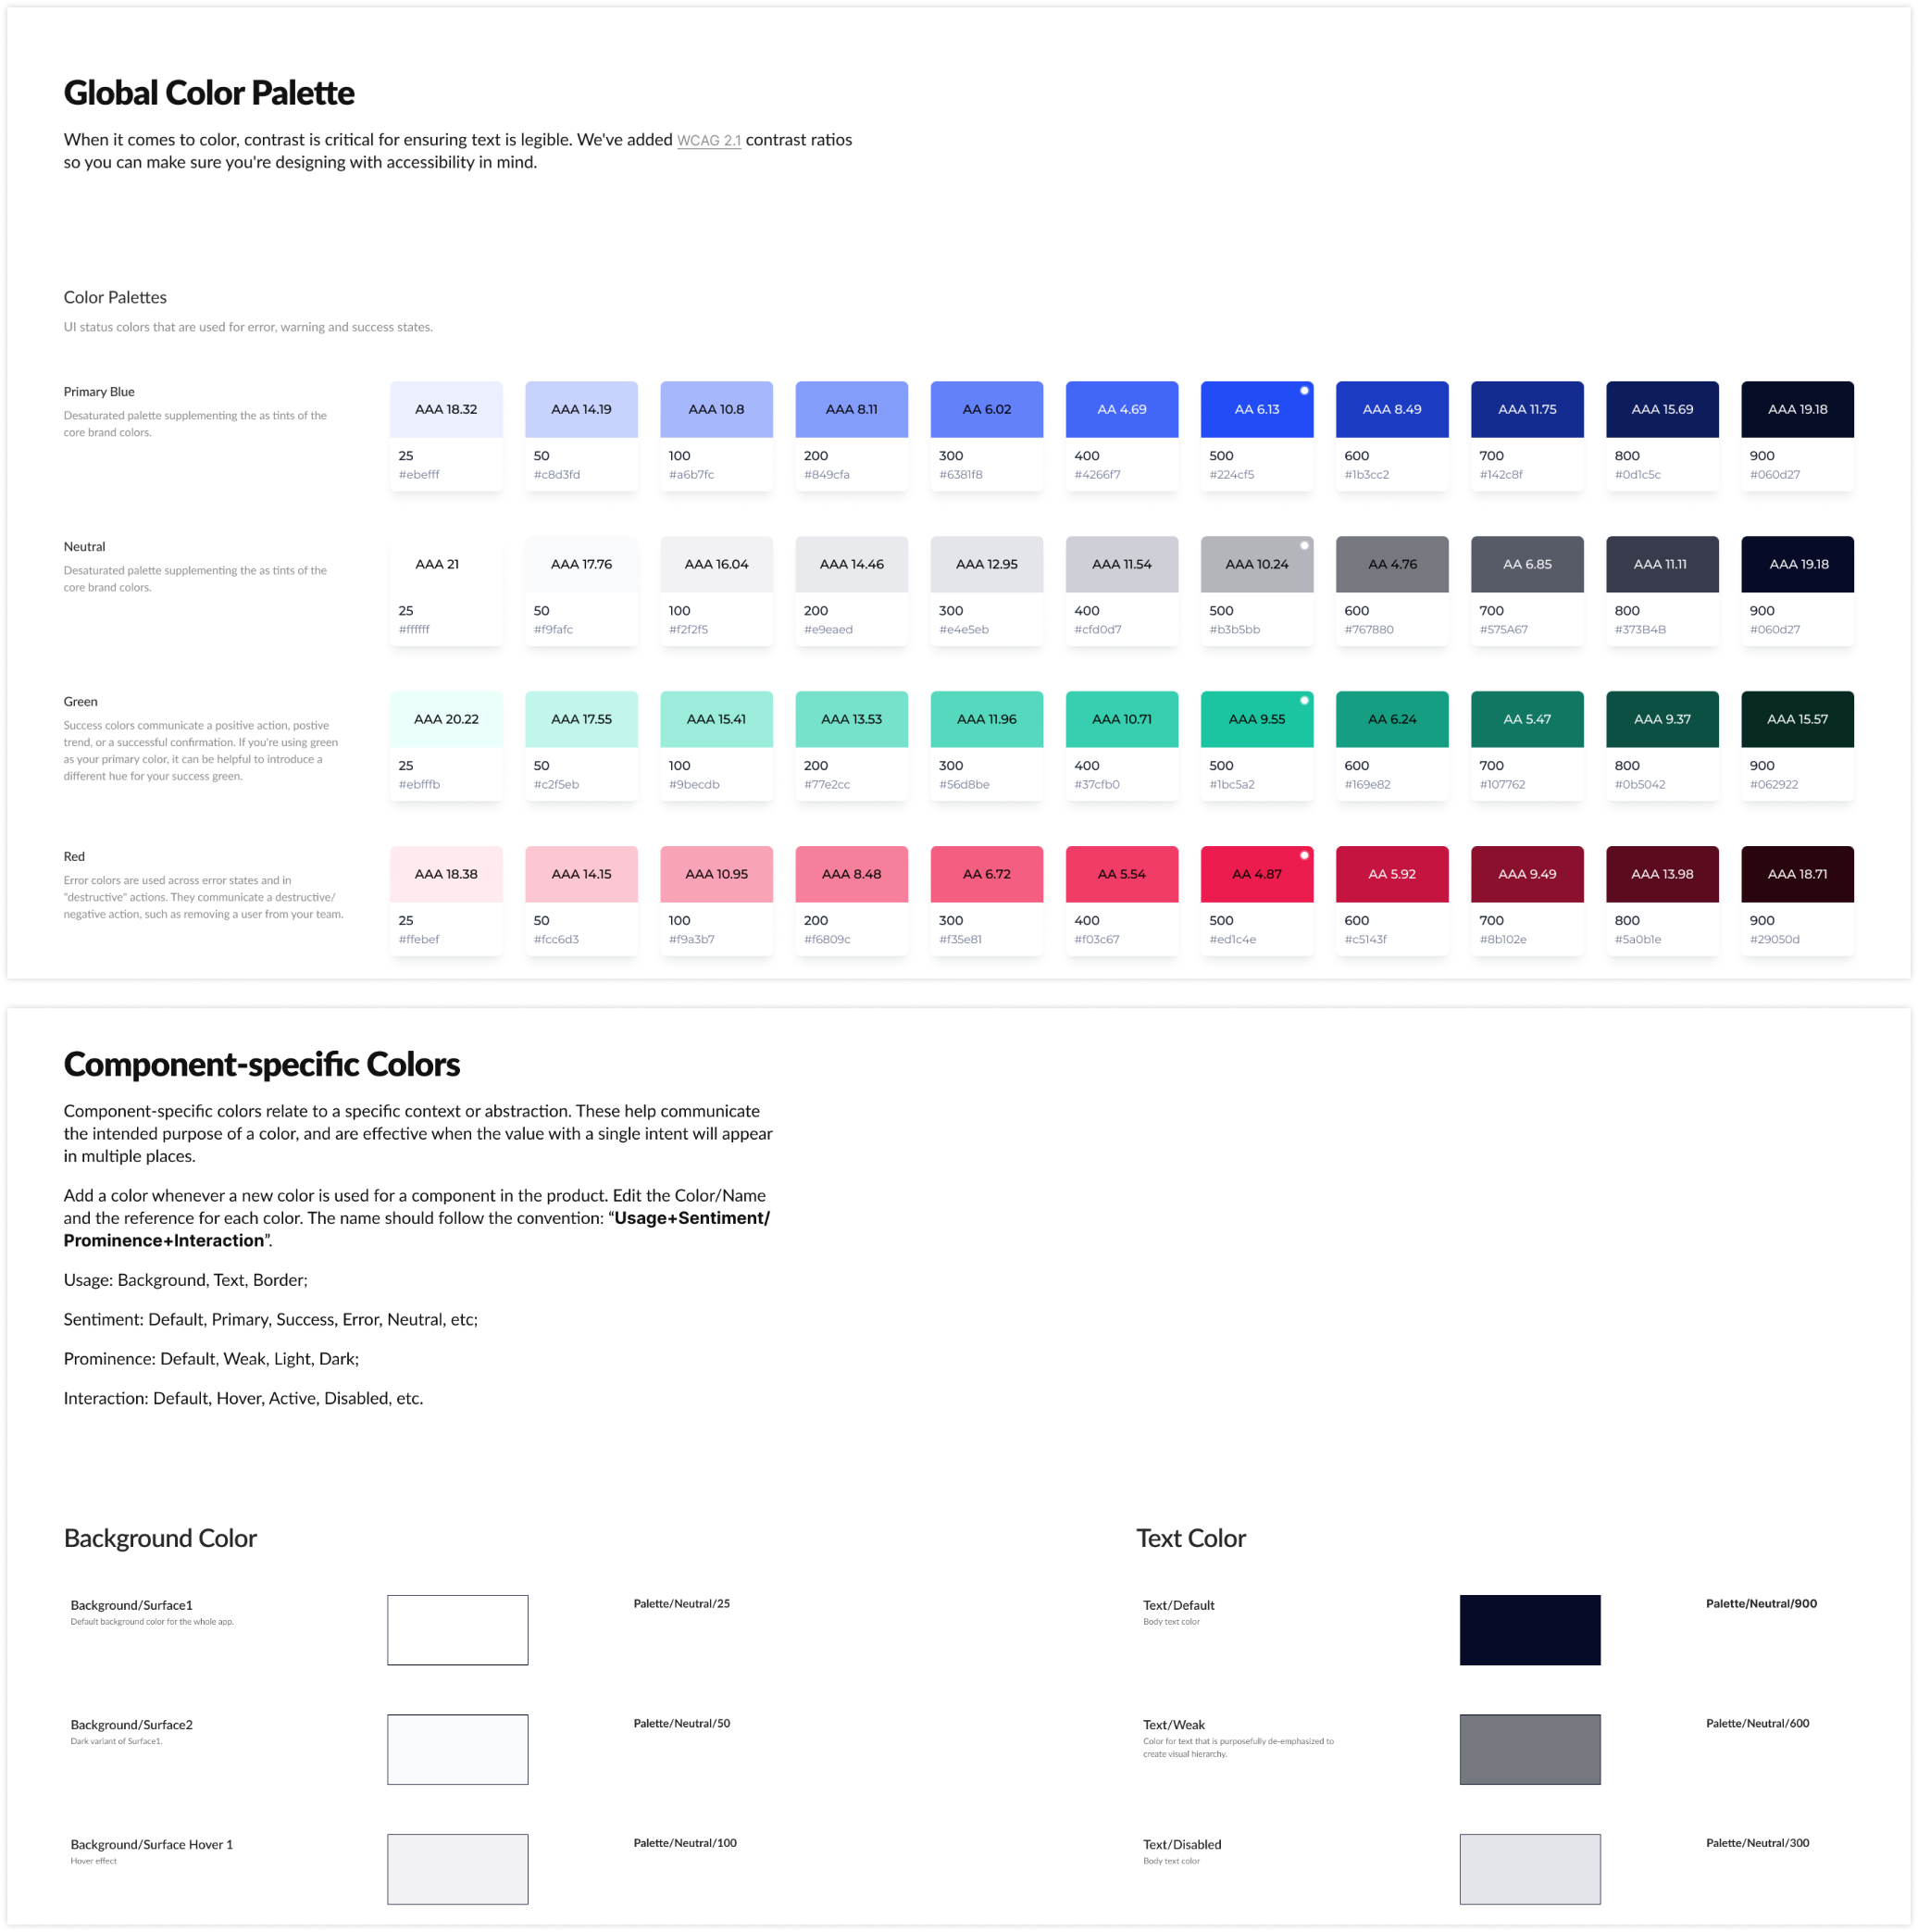 Global Color Palette
When it comes to color, contrast is critical for ensuring text is legible. We've added WCAG 2.1 contrast ratios
so you can make sure you're designing with accessibility in mind.
Color Palettes
UI status colors that are used for error, warning and success states.
Primary Blue
Desaturated palette supplementing the as tints of the
core brand colors.
AAA 18.32 AAA 14.19 AAA 10.8 AAA 8.11 AA 6.02 AA 4.69 AA 6.13 AAA 8.49 AAA 11.75 AAA 15.69 AAA 19.18
25 50 100 200 300 400 500 600 700 800 900
#ebefff #c8d3fd #a6b7fc #849cfa #6381f8 #4266f7 #224cf5 #1b3cc2 #142c8f #0d1c5c #060d27
Neutral
Desaturated palette supplementing the as tints of the
core brand colors.
AAA 21 AAA 17.76 AAA 16.04 AAA 14.46 AAA 12.95 AAA 11.54 AAA 10.24 AA 4.76 AA 6.85 AAA 11.11 AAA 19.18
25 50 100 200 300 400 500 600 700 800 900
#ffffff #f9fafc #f2f2f5 #e9eaed #e4e5eb #cfd0d7 #b3b5bb #767880 #575A67 #373B4B #060d27
Green
Success colors communicate a positive action, postive
trend, or a successful confirmation. If you're using green
as your primary color, it can be helpful to introduce a
different hue for your success green.
AAA 20.22 AAA 17.55 AAA 15.41 AAA 13.53 AAA 11.96 AAA 10.71 AAA 9.55 AA 6.24 AA 5.47 AAA 9.37 AAA 15.57
25 50 100 200 300 400 500 600 700 800 900
#ebfffb #c2f5eb #9becdb #77e2cc #56d8be #37cfb0 #1bc5a2 #169e82 #107762 #0b5042 #062922
Red
Error colors are used across error states and in
"destructive" actions. They communicate a destructive/
negative action, such as removing a user from your team.
AAA 18.38 AAA 14.15 AAA 10.95 AAA 8.48 AA 6.72 AA 5.54 AA 4.87 AA 5.92 AAA 9.49 AAA 13.98 AAA 18.71
25 50 100 200 300 400 500 600 700 800 900
#ffebef #fcc6d3 #f9a3b7 #f6809c #f35e81 #f03c67 #ed1c4e #c5143f #8b102e #5a0b1e #29050d
Component-specific Colors
Component-specific colors relate to a specific context or abstraction. These help communicate
the intended purpose of a color, and are effective when the value with a single intent will appear
in multiple places.
Add a color whenever a new color is used for a component in the product. Edit the Color/Name
and the reference for each color. The name should follow the convention: “Usage+Sentiment/
Prominence+Interaction”.
Usage: Background, Text, Border;
Sentiment: Default, Primary, Success, Error, Neutral, etc;
Prominence: Default, Weak, Light, Dark;
Interaction: Default, Hover, Active, Disabled, etc.
Background Color
Background/Surface1 Palette/Neutral/25
Default background color for the whole app.
Background/Surface2 Palette/Neutral/50
Dark variant of Surface1.
Background/Surface Hover 1 Palette/Neutral/100
Hover effect
Text Color
Text/Default Palette/Neutral/900
Body text color
Text/Weak Palette/Neutral/600
Color for text that is purposefully de-emphasized to
create visual hierarchy.
Text/Disabled Palette/Neutral/300
Body text color